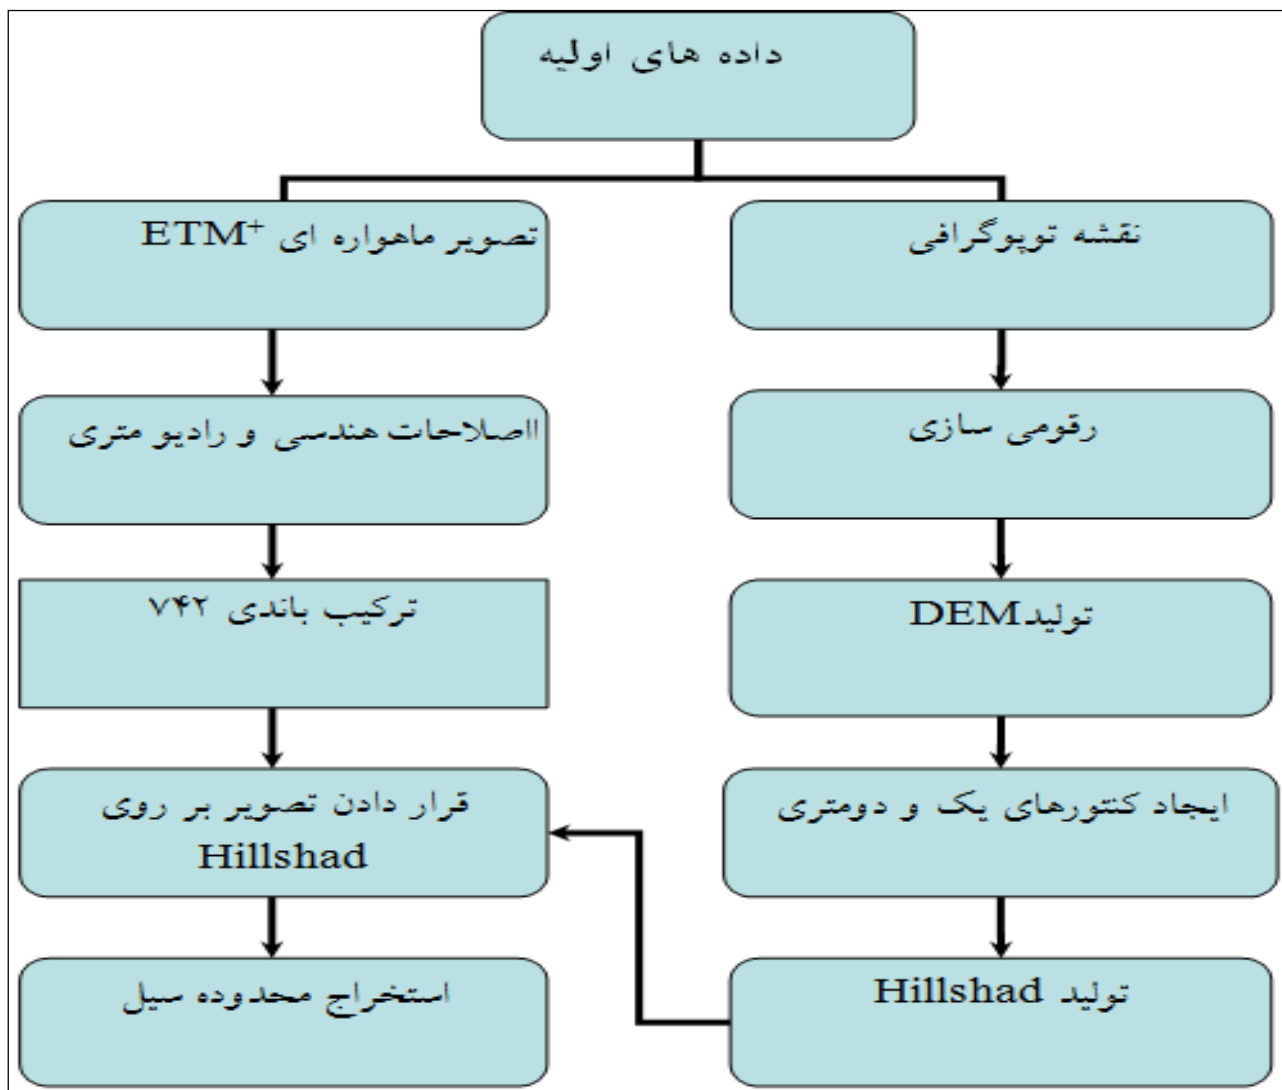 داده های اولیه
نقشه توپوگرافی
تصویر ماهواره ای ETM+
رقومی سازی
ااصلاحات هندسی و رادیو متری
تولیدDEM
ترکیب باندی ۷۴۲
ایجاد کنتورهای یک و دومتری
قرار دادن تصویر بر روی
Hillshad
تولید Hillshad
استخراج محدوده سیل